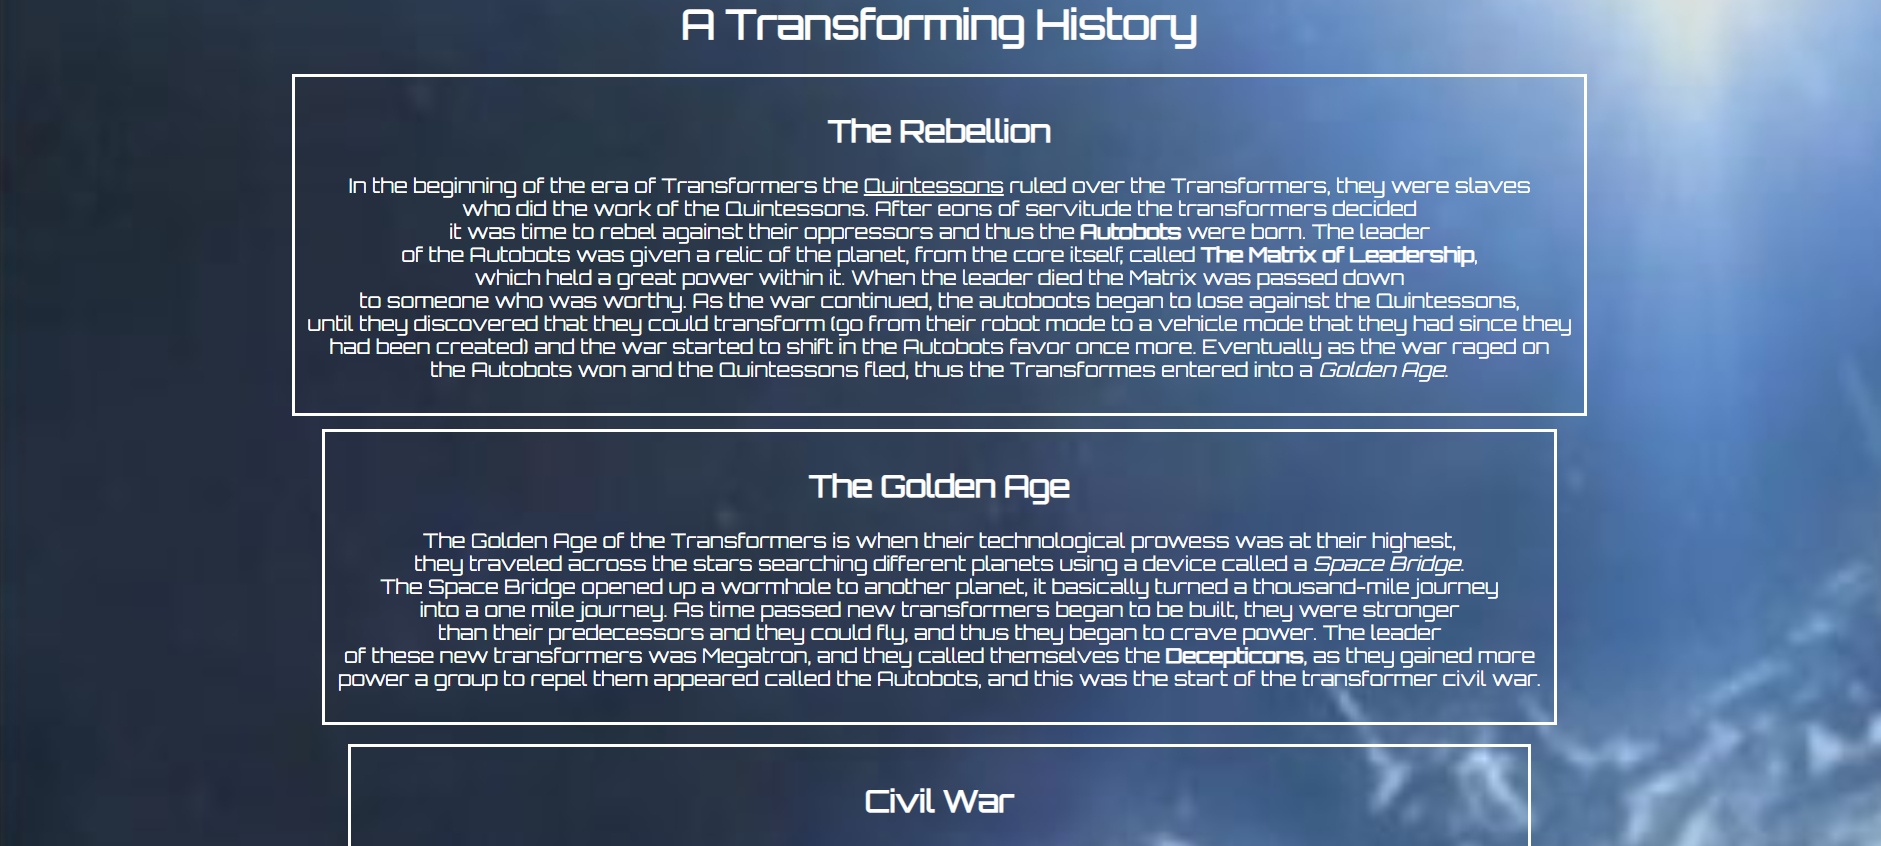 A Transforming History
The Rebellion
In the beginning of the era of Transformers the Quintessons ruled over the Transformers, they were slaves
who did the work of the Quintessons. After eons of servitude the transformers decided
it was time to rebel against their oppressors and thus the Autobots were born. The leader
of the Autobots was given a relic of the planet, from the core itself, called The Matrix of Leadership,
which held a great power within it. When the leader died the Matrix was passed down
to someone who was worthy. As the war continued, the autoboots began to lose against the Quintessons,
until they discovered that they could transform (go from their robot mode to a vehicle mode that they had since they
had been created) and the war started to shift in the Autobots favor once more. Eventually as the war raged on
the Autobots won and the Quintessons fled, thus the Transformes entered into a Golden Age.
The Golden Age
The Golden Age of the Transformers is when their technological prowess was at their highest,
they traveled across the stars searching different planets using a device called a Space Bridge.
The Space Bridge opened up a wormhole to another planet, it basically turned a thousand-mile journey
into a one mile journey. As time passed new transformers began to be built, they were stronger
than their predecessors and they could fly, and thus they began to crave power. The leader
of these new transformers was Megatron, and they called themselves the Decepticons, as they gained more
power a group to repel them appeared called the Autobots, and this was the start of the transformer civil war.
Civil War